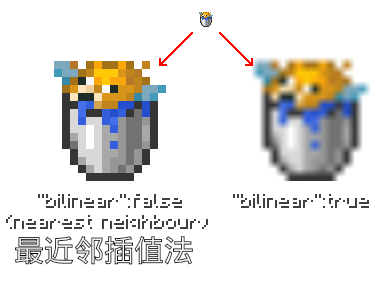 "bilinear":false
(nearest neighbour)
最近邻插值法
"bilinear":true